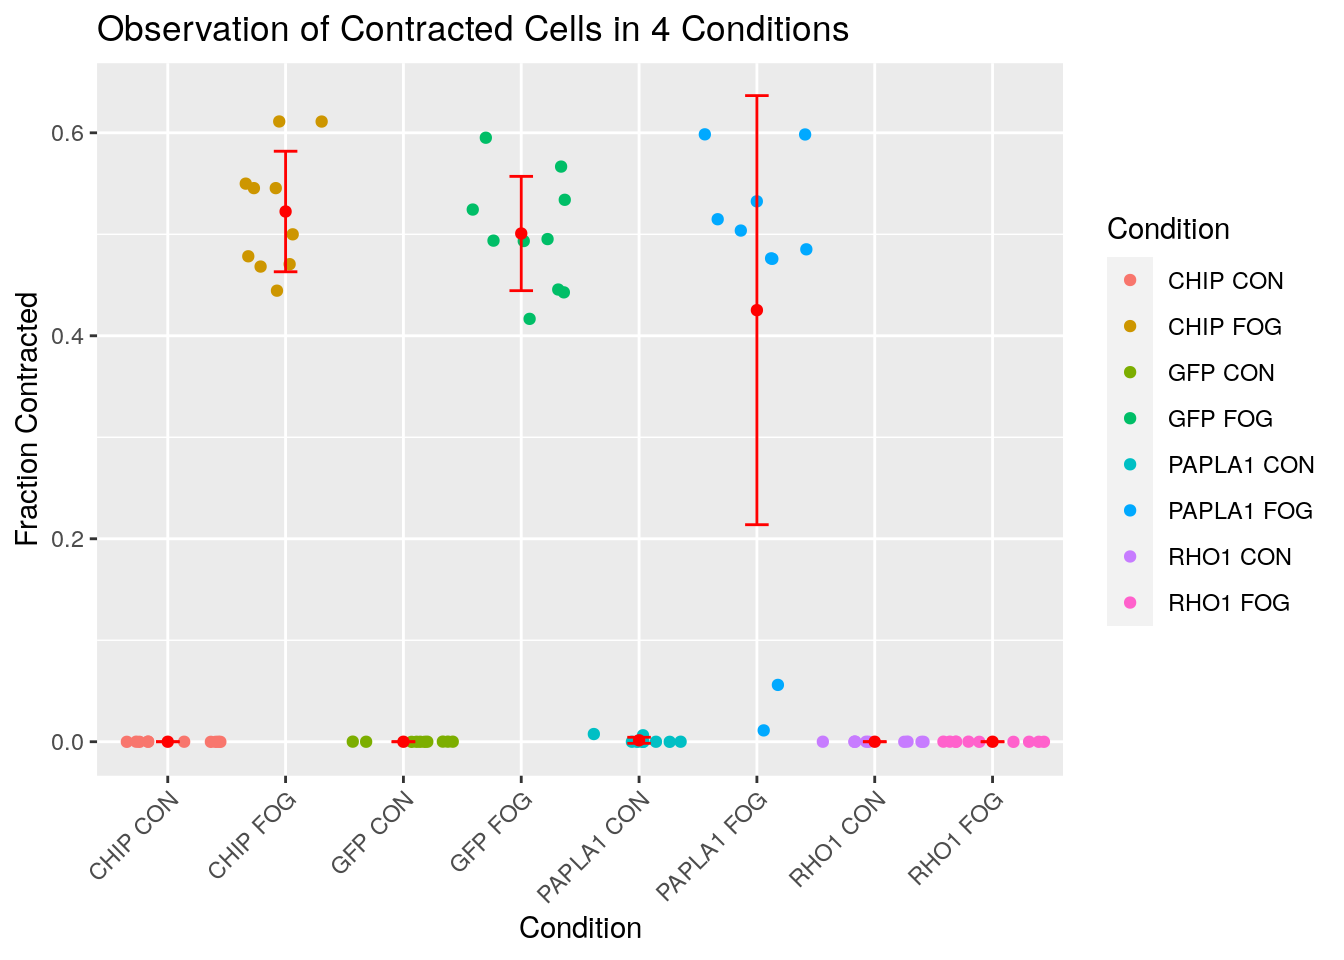 Observation of Contracted Cells in 4 Conditions
Fraction Contracted
0.6
0.4
0.2
0.0
CHIP CON
CHIP FOG
GFP CON
GFP FOG
PAPLA1 CON
PAPLA1 FOG
RHO1 CON
RHO1 FOG
Condition
Condition
CHIP CON
CHIP FOG
GFP CON
GFP FOG
PAPLA1 CON
PAPLA1 FOG
RHO1 CON
RHO1 FOG